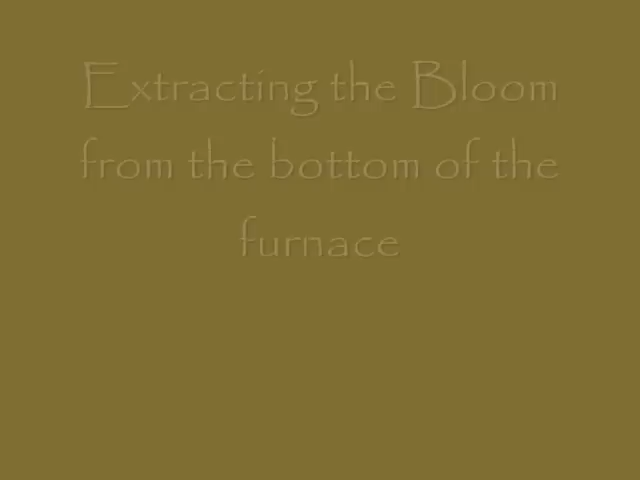 Extracting the Bloom
from the bottom of the
furnace